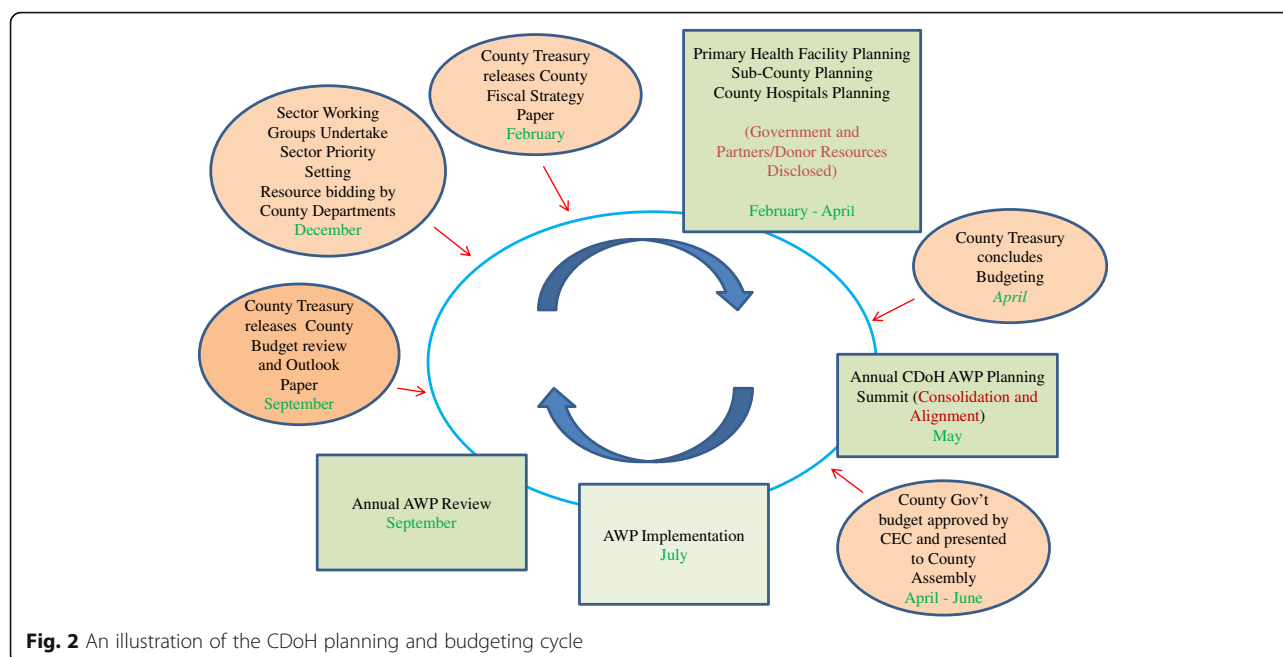 County Treasury
releases County
Fiscal Strategy
Paper
February
Primary Health Facility Planning
Sub-County Planning
County Hospitals Planning
(Government and
Partners/Donor Resources
Disclosed)
February - April
Sector Working
Groups Undertake
Sector Priority
Setting
Resource bidding by
County Departments
December
County Treasury
concludes
Budgeting
April
County Treasury
releases County
Budget review
and Outlook
Paper
September
Annual CDoH AWP Planning
Summit (Consolidation and
Alignment)
May
Annual AWP Review
September
AWP Implementation
July
County Gov't
budget approved by
CEC and presented
to County
Assembly
April - June
Fig. 2 An illustration of the CDoH planning and budgeting cycle